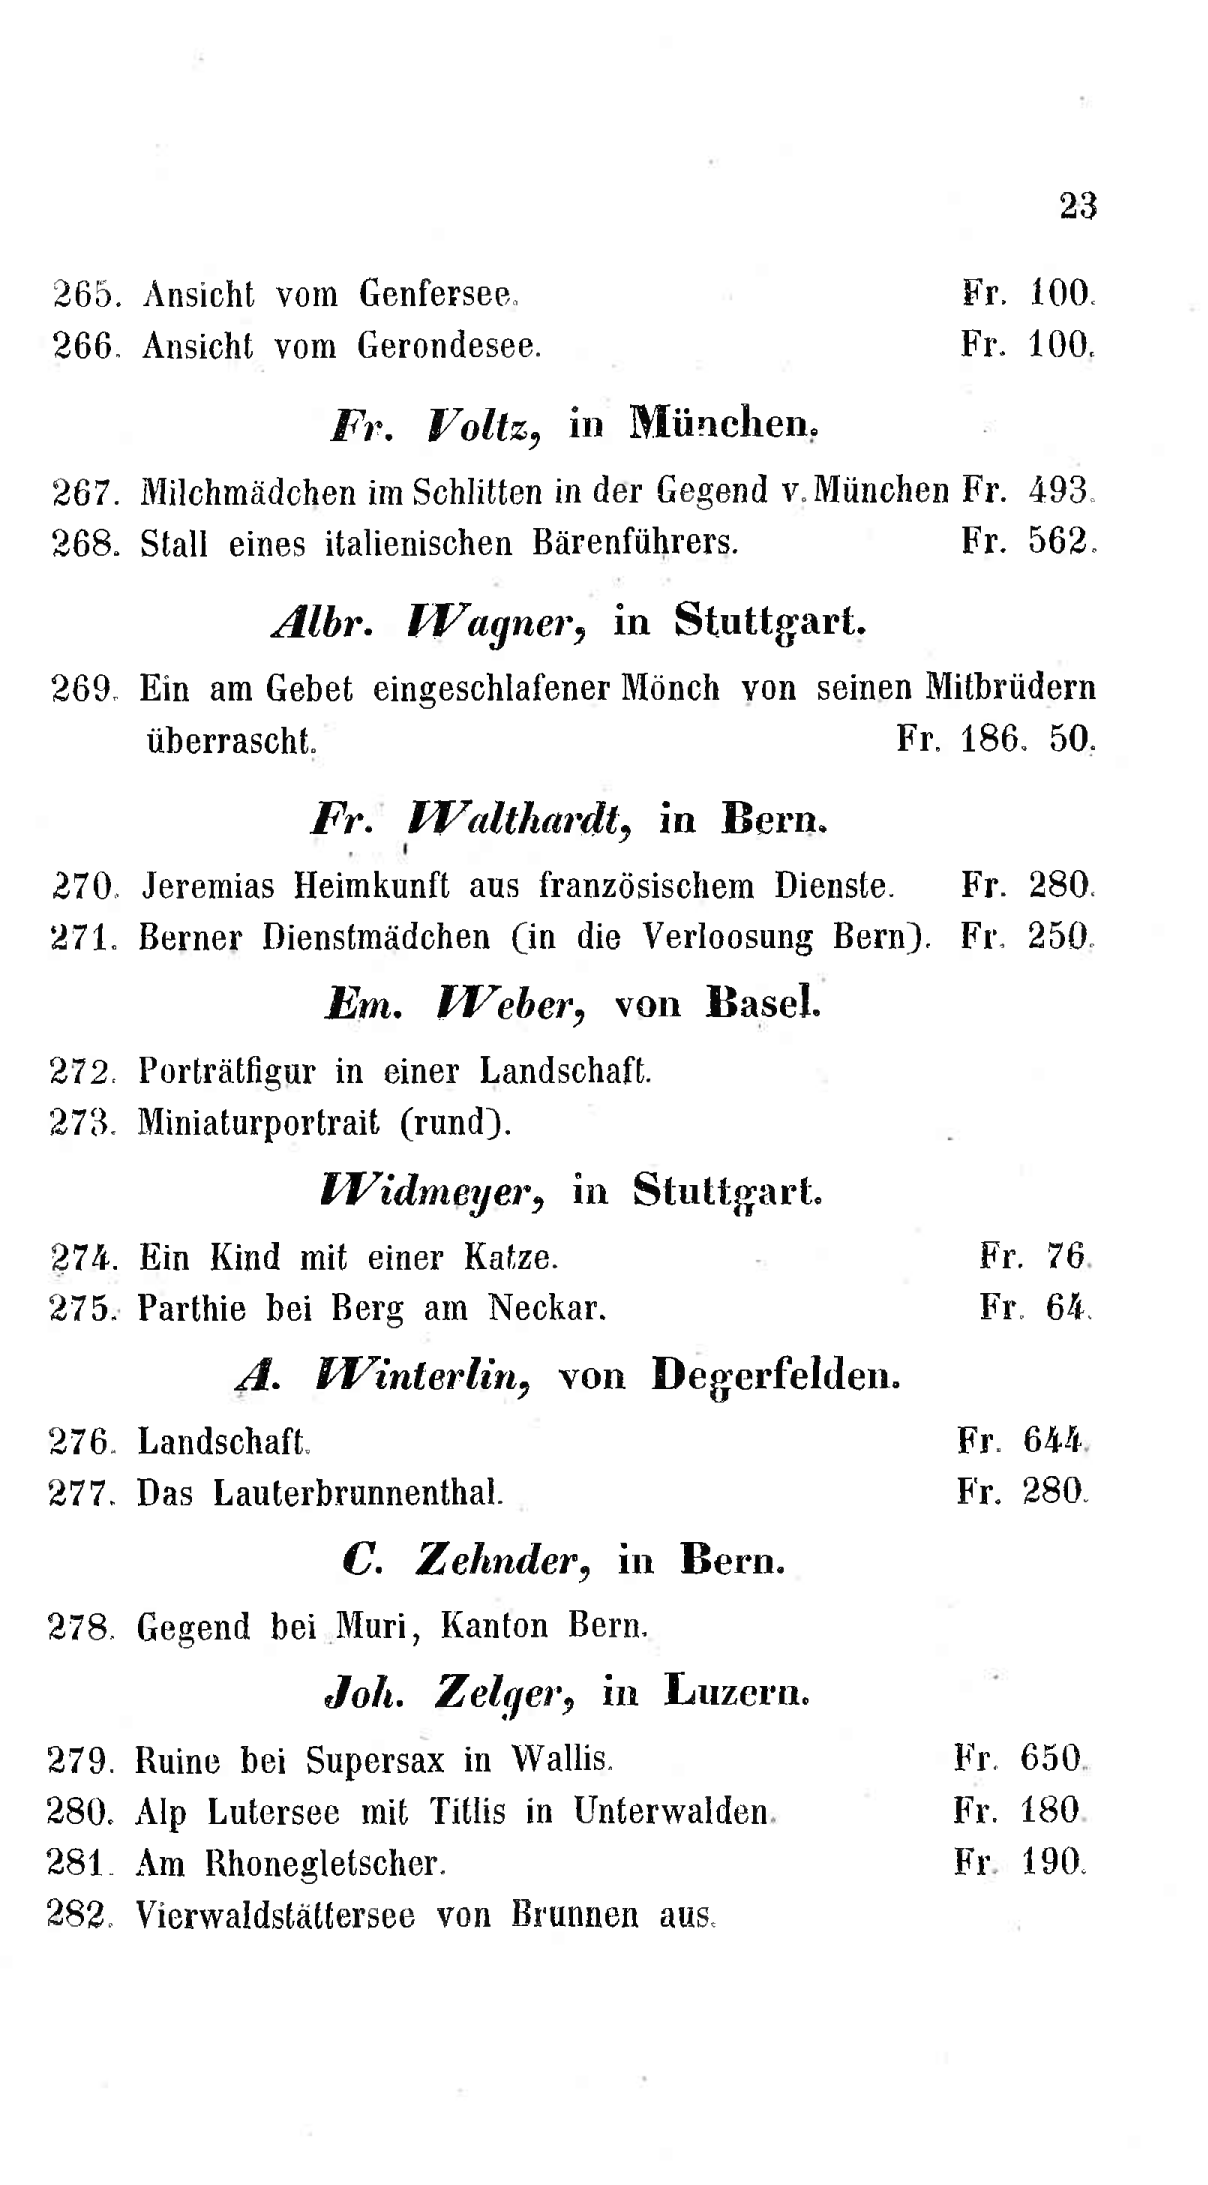 23
265. Ansicht vom Genfersee. Fr. 100.
266. Ansicht vom Gerondesee. Fr. 100.
Fr. Voltz, in München.
267. Milchmädchen im Schlitten in der Gegend v. München Fr. 493.
268. Stall eines italienischen Bärenführers. Fr. 562.
Albr. Wagner, in Stuttgart.
269. Ein am Gebet eingeschlafener Mönch von seinen Mitbrüdern
überrascht. Fr. 186. 50.
Fr. Walthardt, in Bern.
270. Jeremias Heimkunft aus französischem Dienste. Fr. 280.
271. Berner Dienstmädchen (in die Verloosung Bern). Fr. 250.
Em. Weber, von Basel.
272. Porträtfigur in einer Landschaft.
273. Miniaturportrait (rund).
Widmeyer, in Stuttgart.
274. Ein Kind mit einer Katze. Fr. 76.
275. Parthie bei Berg am Neckar. Fr. 64.
A. Winterlin, von Degerfelden.
276. Landschaft. Fr. 644.
277. Das Lauterbrunnenthal. Fr. 280.
C. Zehnder, in Bern.
278. Gegend bei Muri, Kanton Bern.
Joh. Zelger, in Luzern.
279. Ruine bei Supersax in Wallis. Fr. 650.
280. Alp Lutersee mit Titlis in Unterwalden. Fr. 180.
281. Am Rhonegletscher. Fr. 190.
282. Vierwaldstättersee von Brunnen aus.